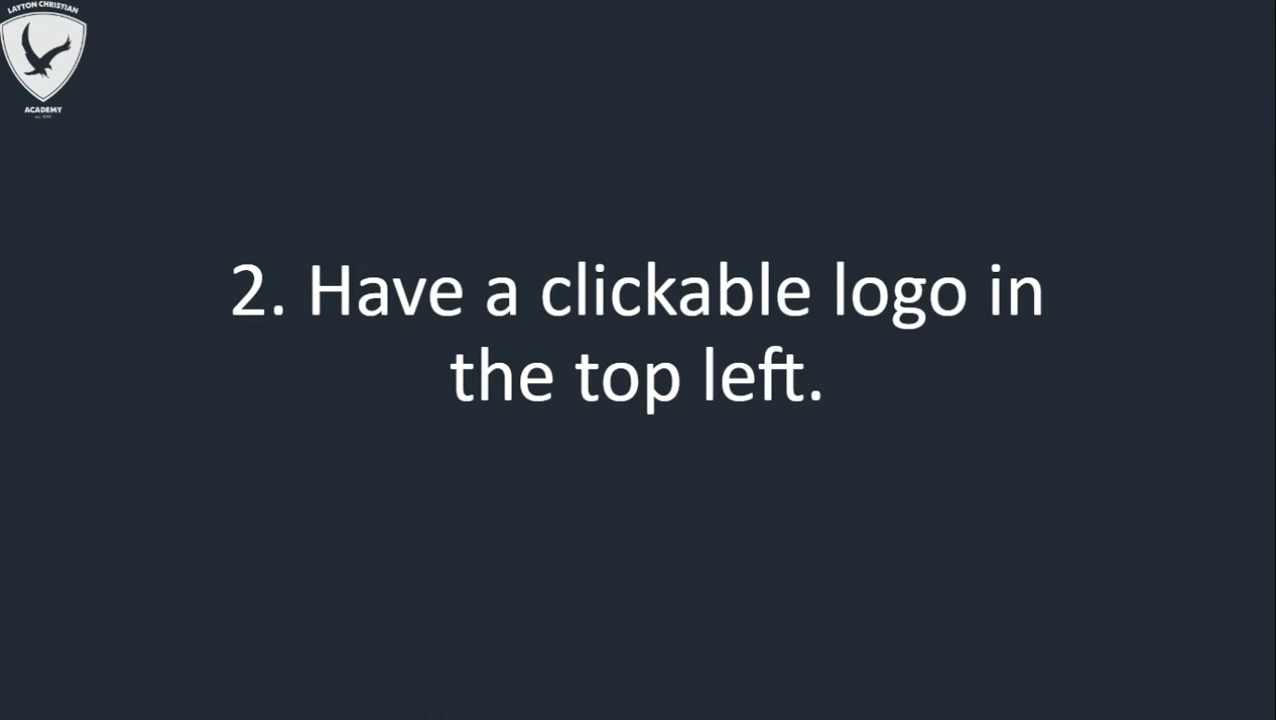 LAYTON CHRISTIAN
ACADEMY
2. Have a clickable logo in
the top left.